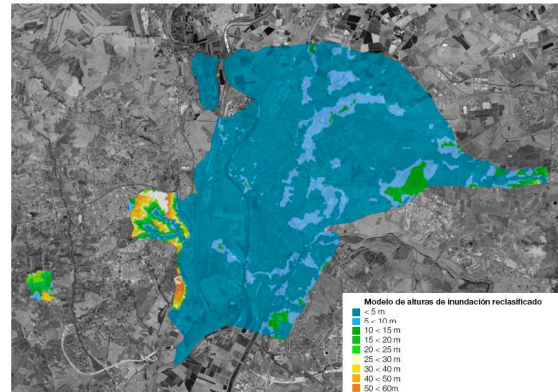 Modelo de alturas de inundación reclasificado
< 5 m
5 < 10 m
10 < 15 m
15 < 20 m
20 < 25 m
25 < 30 m
30 < 40 m
40 < 50 m
50 < 60m